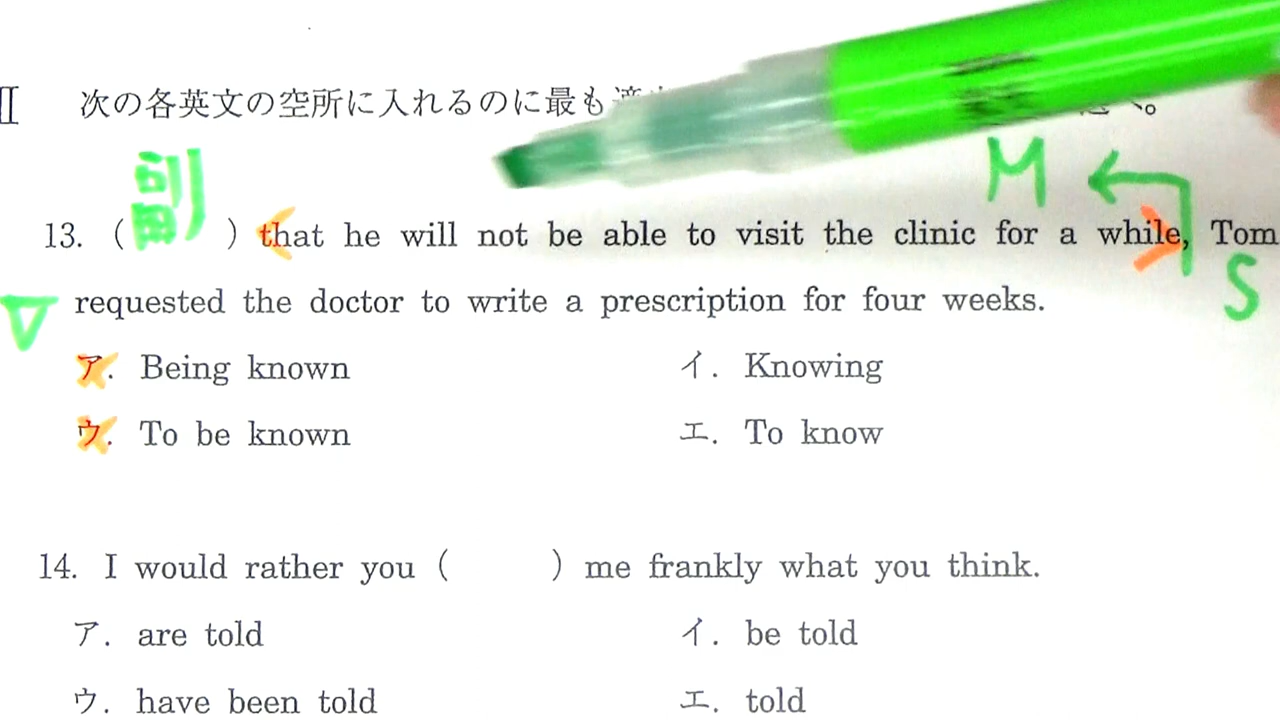 II 次の各英文の空所に入れるのに最も適
副 M
13. ( ) that he will not be able to visit the clinic for a while, Tom
S
V requested the doctor to write a prescription for four weeks.
ア. Being known イ. Knowing
ウ. To be known エ. To know
14. I would rather you ( ) me frankly what you think.
ア. are told イ. be told
ウ. have been told エ. told